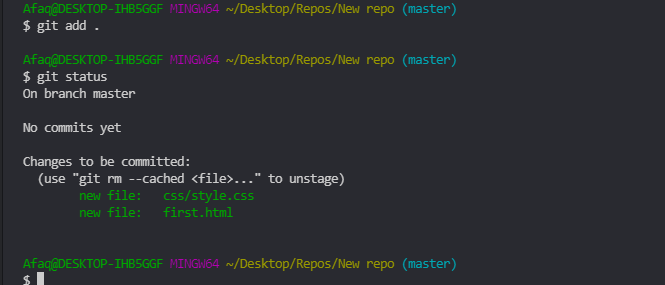 Afaq@DESKTOP-IHB5GGF MINGW64 ~/Desktop/Repos/New repo (master)
$ git add .
Afaq@DESKTOP-IHB5GGF MINGW64 ~/Desktop/Repos/New repo (master)
$ git status
On branch master
No commits yet
Changes to be committed:
  (use "git rm --cached <file>..." to unstage)
        new file:   css/style.css
        new file:   first.html
Afaq@DESKTOP-IHB5GGF MINGW64 ~/Desktop/Repos/New repo (master)
$